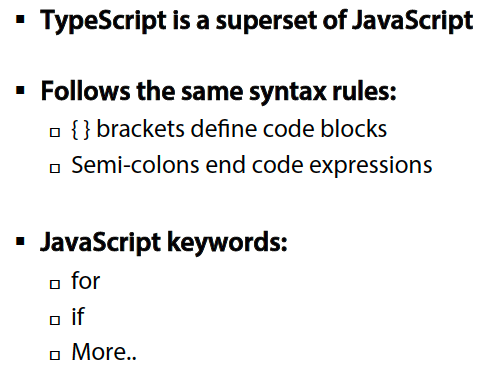 TypeScript is a superset of JavaScript
Follows the same syntax rules:
{ } brackets define code blocks
Semi-colons end code expressions
JavaScript keywords:
for
if
More..